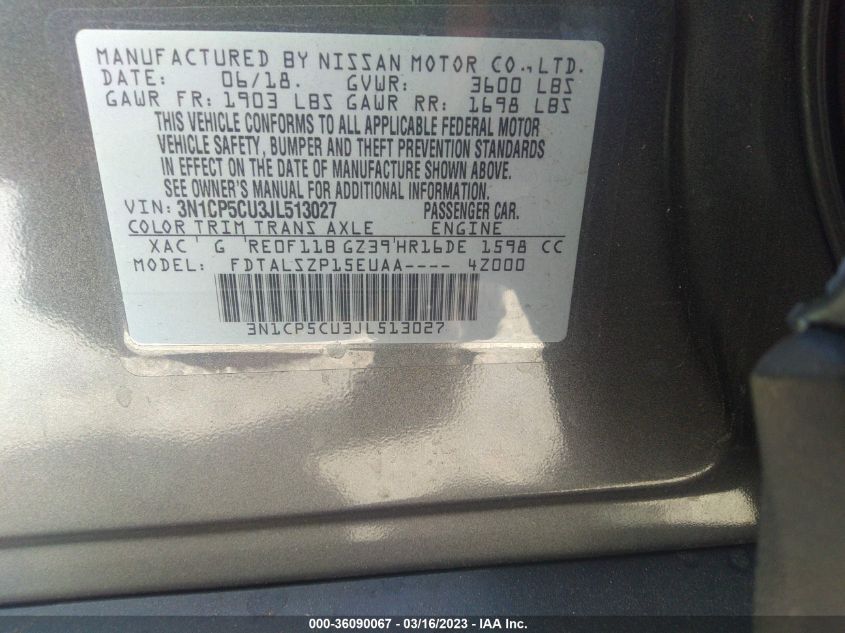 MANUFACTURED BY NISSAN MOTOR CO.,LTD.
DATE: 06/18. GVWR: 3600 LBS
GAWR FR: 1903 LBS GAWR RR: 1698 LBS
THIS VEHICLE CONFORMS TO ALL APPLICABLE FEDERAL MOTOR
VEHICLE SAFETY, BUMPER AND THEFT PREVENTION STANDARDS
IN EFFECT ON THE DATE OF MANUFACTURE SHOWN ABOVE.
SEE OWNER'S MANUAL FOR ADDITIONAL INFORMATION.
VIN: 3N1CP5CU3JL513027 PASSENGER CAR.
COLOR TRIM TRANS AXLE ENGINE
XAC G RE0F11B GZ39 HR16DE 1598 CC
MODEL: FDTALSZP15EUAA---- 4Z000
3N1CP5CU3JL513027
000-36090067 - 03/16/2023 - © IAA, Inc.